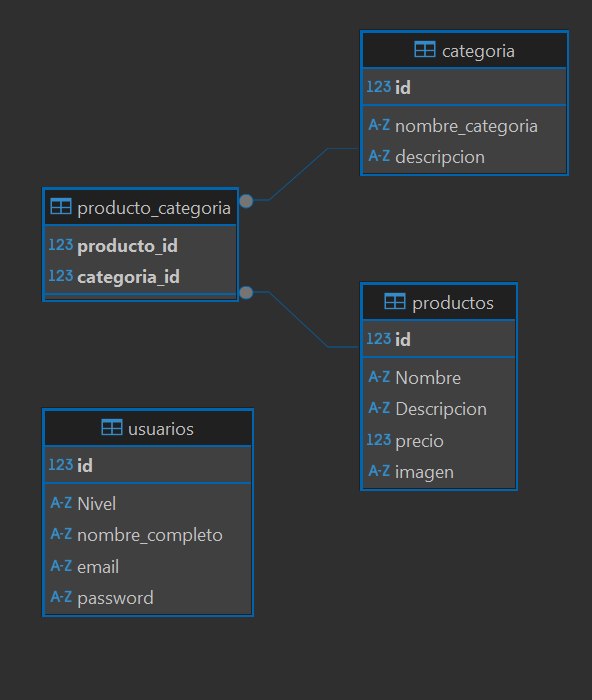 categoria
123 id
A-Z nombre_categoria
A-Z descripcion
producto_categoria
123 producto_id
123 categoria_id
productos
123 id
A-Z Nombre
A-Z Descripcion
123 precio
A-Z imagen
usuarios
123 id
A-Z Nivel
A-Z nombre_completo
A-Z email
A-Z password